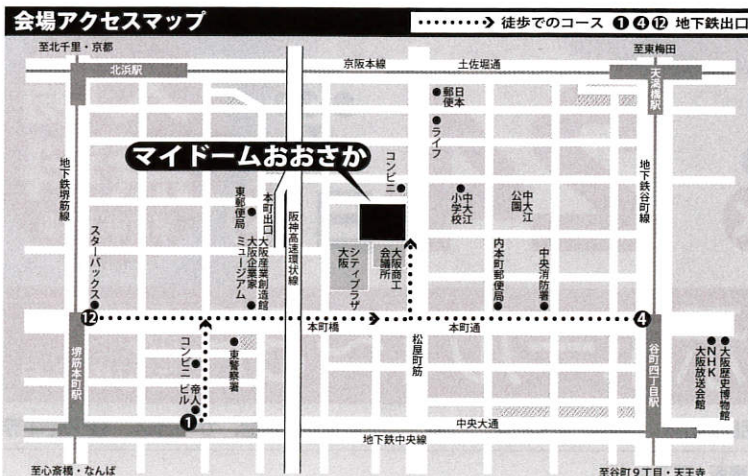 会場アクセスマップ
徒歩でのコース ❶❹⓬ 地下鉄出口
至北千里・京都
至東梅田
北浜駅
京阪本線
土佐堀通
天満橋駅
日本郵便
ライフ
マイドームおおさか
コンビニ
地下鉄堺筋線
東郵便局
本町出口
阪神高速環状線
中大江小学校
中大江公園
地下鉄谷町線
スターバックス
大阪産業創造館
大阪企業家ミュージアム
シティプラザ大阪
大阪商工会議所
内本町郵便局
中央消防署
⓬
本町橋
本町通
❹
堺筋本町駅
コンビニ
東警察署
松屋町筋
谷町四丁目駅
大阪歴史博物館
NHK大阪放送会館
帝人ビル
❶
中央大通
地下鉄中央線
至心斎橋・なんば
至谷町9丁目・天王寺